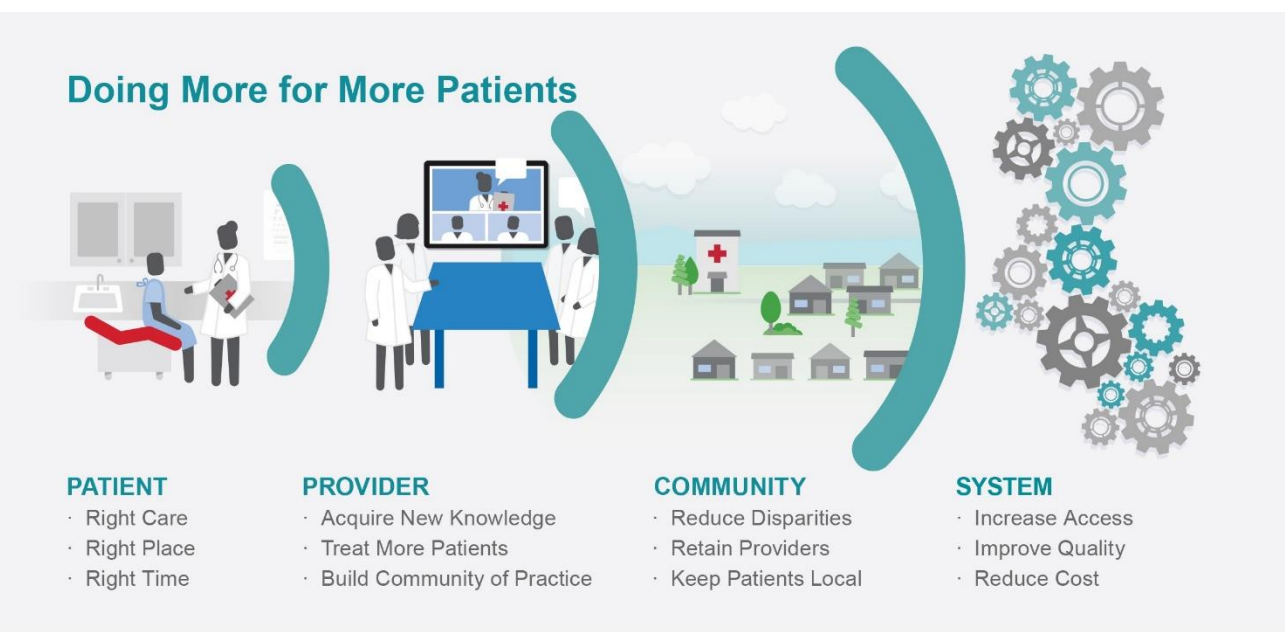 Doing More for More Patients
PATIENT
· Right Care
· Right Place
· Right Time
PROVIDER
· Acquire New Knowledge
· Treat More Patients
· Build Community of Practice
COMMUNITY
· Reduce Disparities
· Retain Providers
· Keep Patients Local
SYSTEM
· Increase Access
· Improve Quality
· Reduce Cost